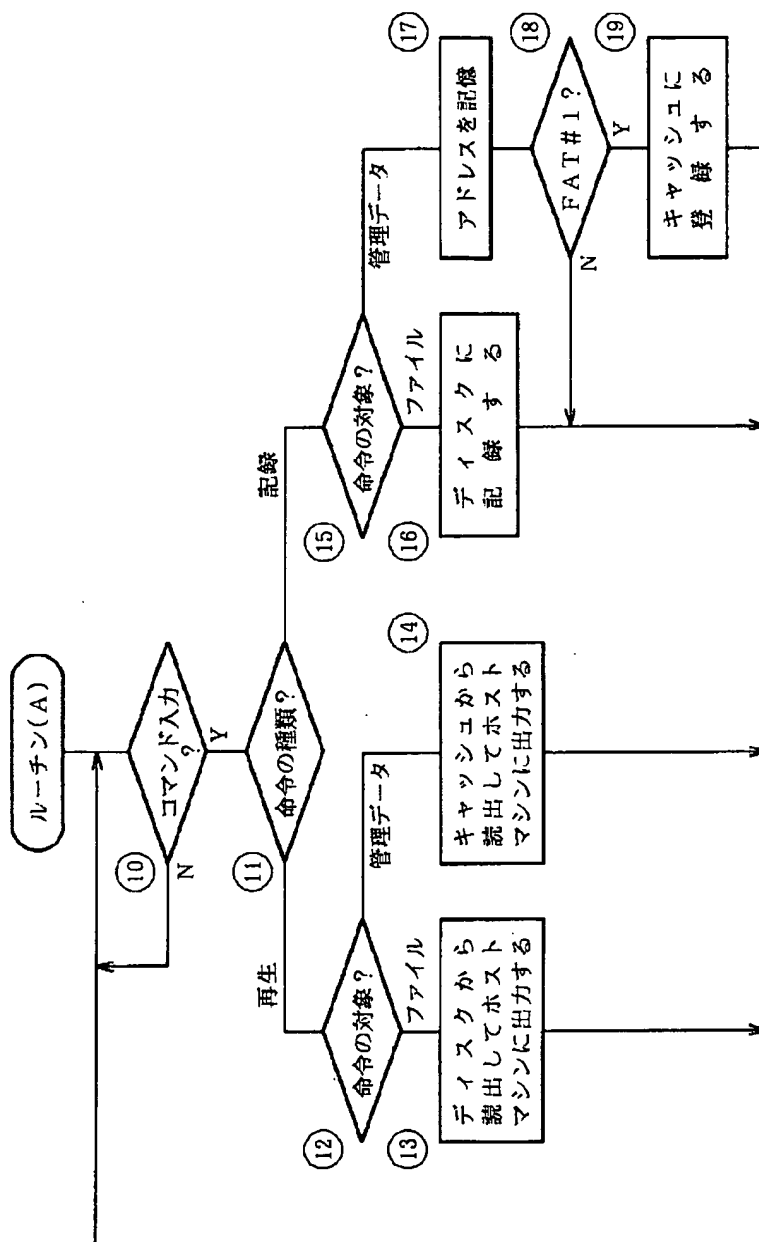 ルーチン(A)
⑩
コマンド入力
?
N
Y
⑪
命令の種類?
再生
記録
⑫
命令の対象?
管理データ
ファイル
⑬
ディスクから
読出してホスト
マシンに出力する
⑭
キャッシュから
読出してホスト
マシンに出力する
⑮
命令の対象?
管理データ
ファイル
⑯
ディスクに
記録する
⑰
アドレスを記憶
⑱
FAT#1?
N
Y
⑲
キャッシュに
登録する